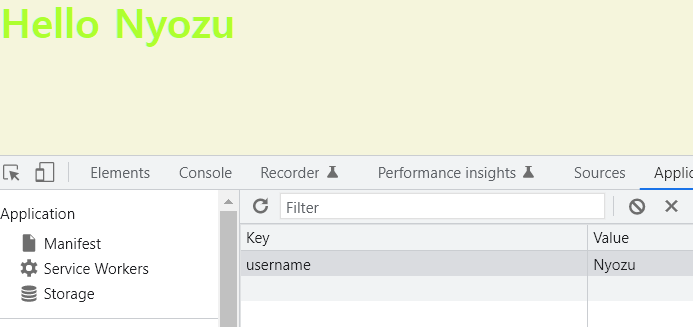 Hello Nyozu
Elements Console Recorder Performance insights Sources Applic
Application
Filter
Manifest
Service Workers
Storage
Key Value
username Nyozu